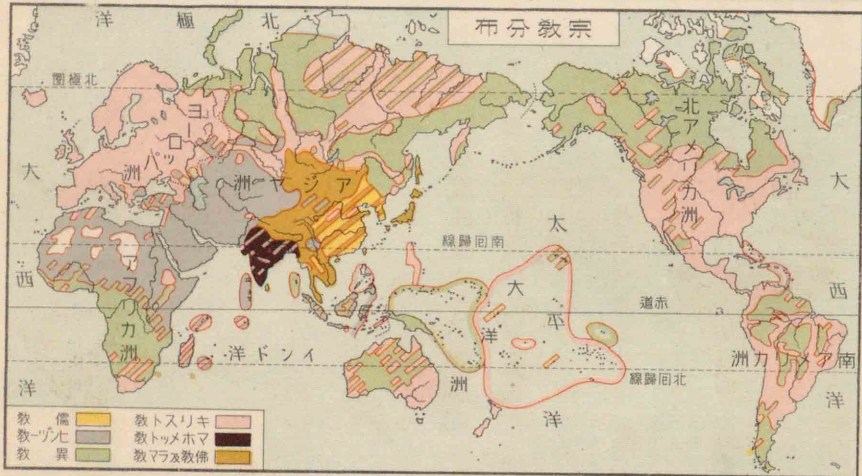 宗教分布
北極洋
北極圏
ヨーロッパ洲
アジヤ洲
アフリカ洲
北アメリカ洲
南アメリカ洲
大西洋
太平洋
大西洋
大洋洲
インド洋
南回歸線
赤道
北回歸線
キリスト教
マホメット教
佛教及ラマ教
儒教
ヒンヅー教
異教